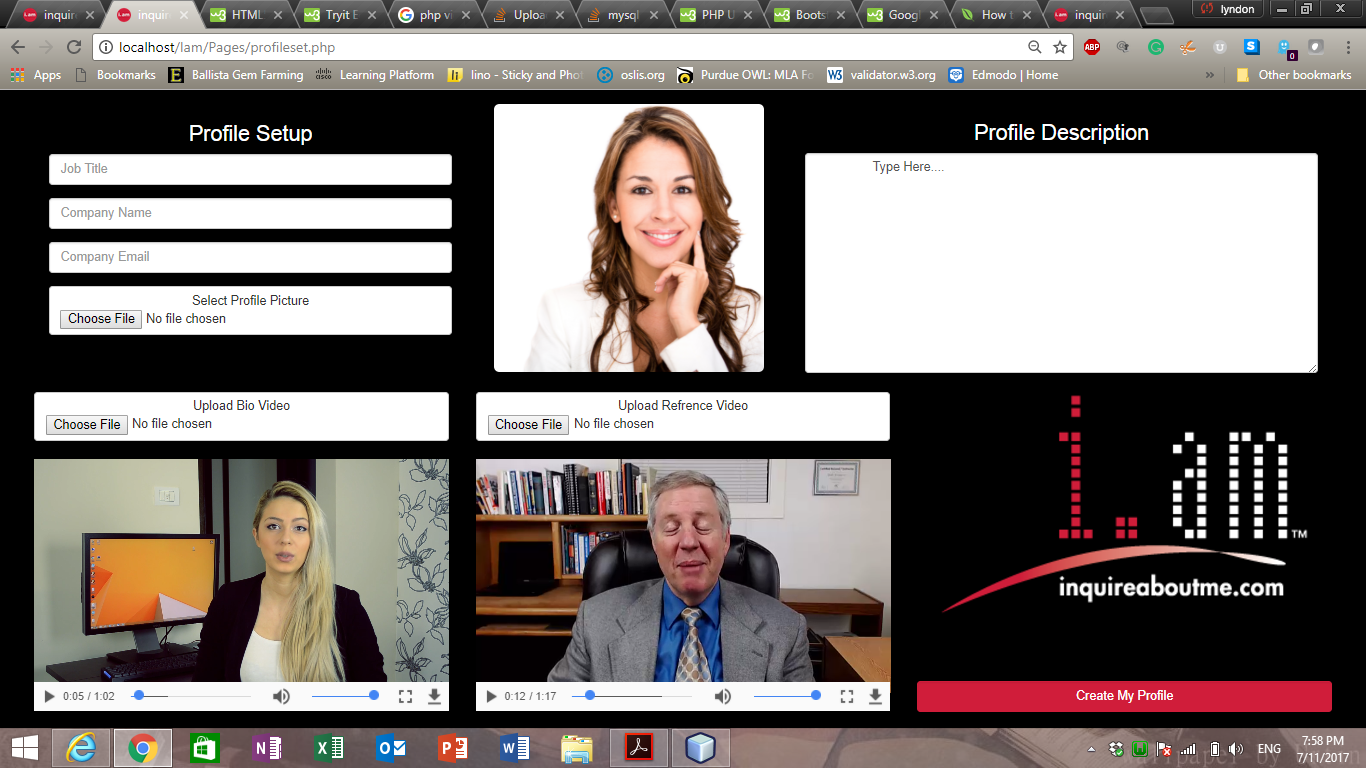 inquir
inquir
HTML
Tryit E
php vi
Uploa
mysql
PHP U
Boots
Goog
How t
inquir
lyndon
localhost/Iam/Pages/profileset.php
ABP
0
Apps
Bookmarks
Ballista Gem Farming
Learning Platform
lino - Sticky and Phot
oslis.org
Purdue OWL: MLA Fo
validator.w3.org
Edmodo | Home
»
Other bookmarks
Profile Setup
Job Title
Company Name
Company Email
Select Profile Picture
Choose File No file chosen
Profile Description
Type Here....
Upload Bio Video
Choose File No file chosen
Upload Refrence Video
Choose File No file chosen
0:05 / 1:02
0:12 / 1:17
i.am™
inquireaboutme.com
Create My Profile
ENG
7:58 PM
7/11/2017